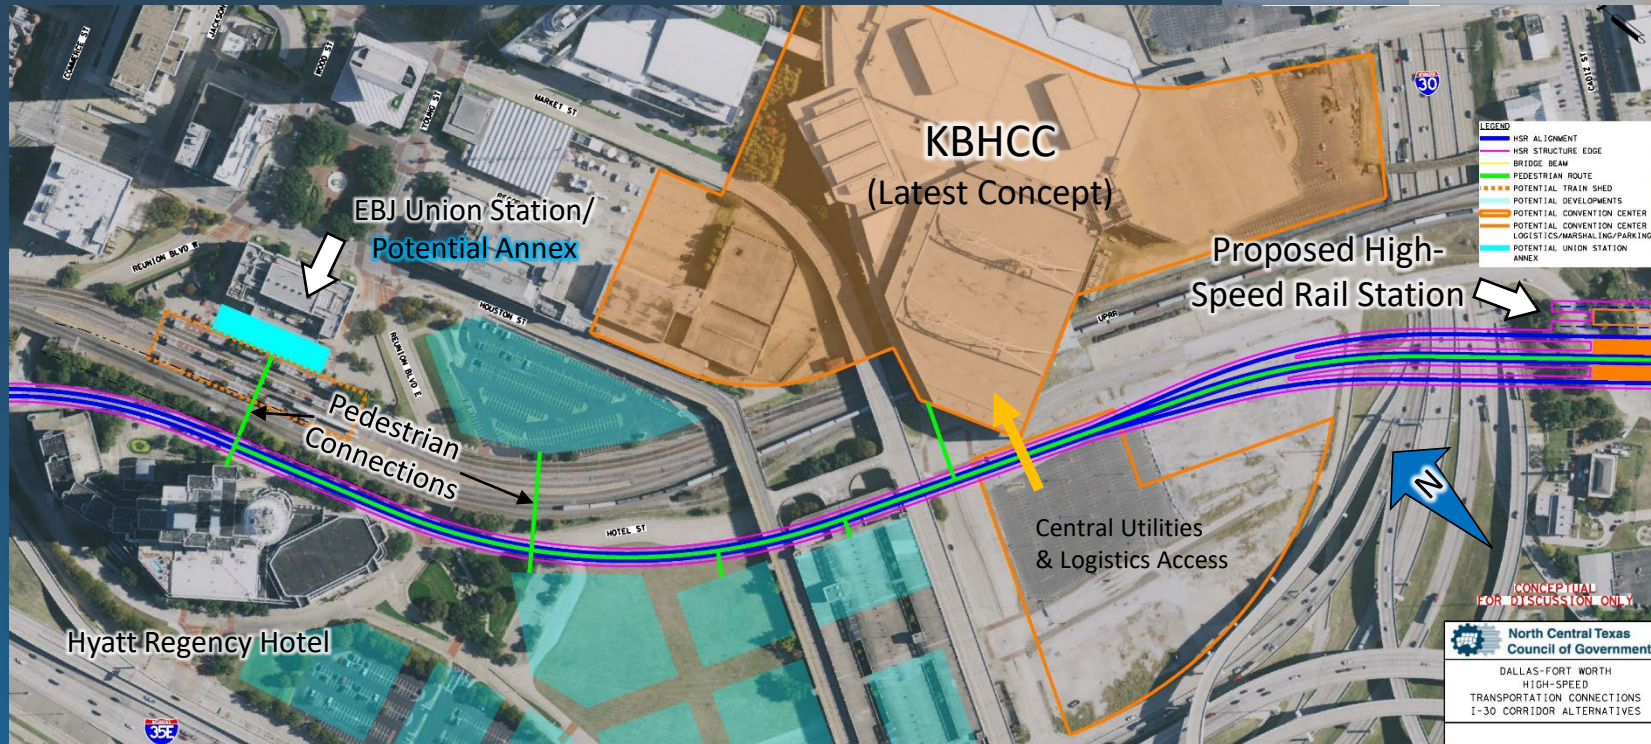 COMMERCE ST
JACKSON
WOOD ST
YOUNG ST
MARKET ST
CADIZ ST
30
KBHCC
(Latest Concept)
LEGEND
HSR ALIGNMENT
HSR STRUCTURE EDGE
BRIDGE BEAM
PEDESTRIAN ROUTE
POTENTIAL TRAIN SHED
POTENTIAL DEVELOPMENTS
POTENTIAL CONVENTION CENTER
POTENTIAL CONVENTION CENTER
LOGISTICS/MARSHALING/PARKING
POTENTIAL UNION STATION
ANNEX
EBJ Union Station/
Potential Annex
REUNION BLVD W
HOUSTON ST
REUNION BLVD E
UPRR
Proposed High-
Speed Rail Station
Pedestrian
Connections
HOTEL ST
Central Utilities
& Logistics Access
N
Hyatt Regency Hotel
35E
CONCEPTUAL
FOR DISCUSSION ONLY
North Central Texas
Council of Government
DALLAS-FORT WORTH
HIGH-SPEED
TRANSPORTATION CONNECTIONS
I-30 CORRIDOR ALTERNATIVES